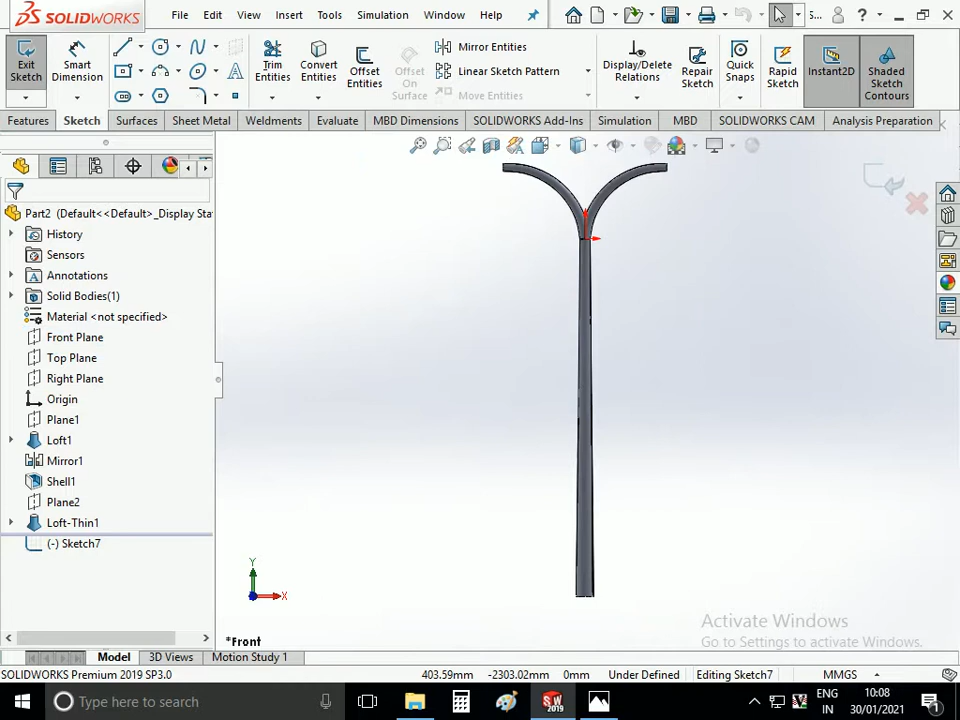 SOLIDWORKS
File Edit View Insert Tools Simulation Window Help
S...
Exit Sketch
Smart Dimension
Trim Entities
Convert Entities
Offset Entities
Offset On Surface
Mirror Entities
Linear Sketch Pattern
Move Entities
Display/Delete Relations
Repair Sketch
Quick Snaps
Rapid Sketch
Instant2D
Shaded Sketch Contours
Features Sketch Surfaces Sheet Metal Weldments Evaluate MBD Dimensions SOLIDWORKS Add-Ins Simulation MBD SOLIDWORKS CAM Analysis Preparation
Part2 (Default<<Default>_Display Sta
History
Sensors
Annotations
Solid Bodies(1)
Material <not specified>
Front Plane
Top Plane
Right Plane
Origin
Plane1
Loft1
Mirror1
Shell1
Plane2
Loft-Thin1
(-) Sketch7
Y
X
*Front
Activate Windows
Go to Settings to activate Windows.
Model 3D Views Motion Study 1
SOLIDWORKS Premium 2019 SP3.0 403.59mm -2303.02mm 0mm Under Defined Editing Sketch7 MMGS
Type here to search
SW
2019
ENG
IN
10:08
30/01/2021
1